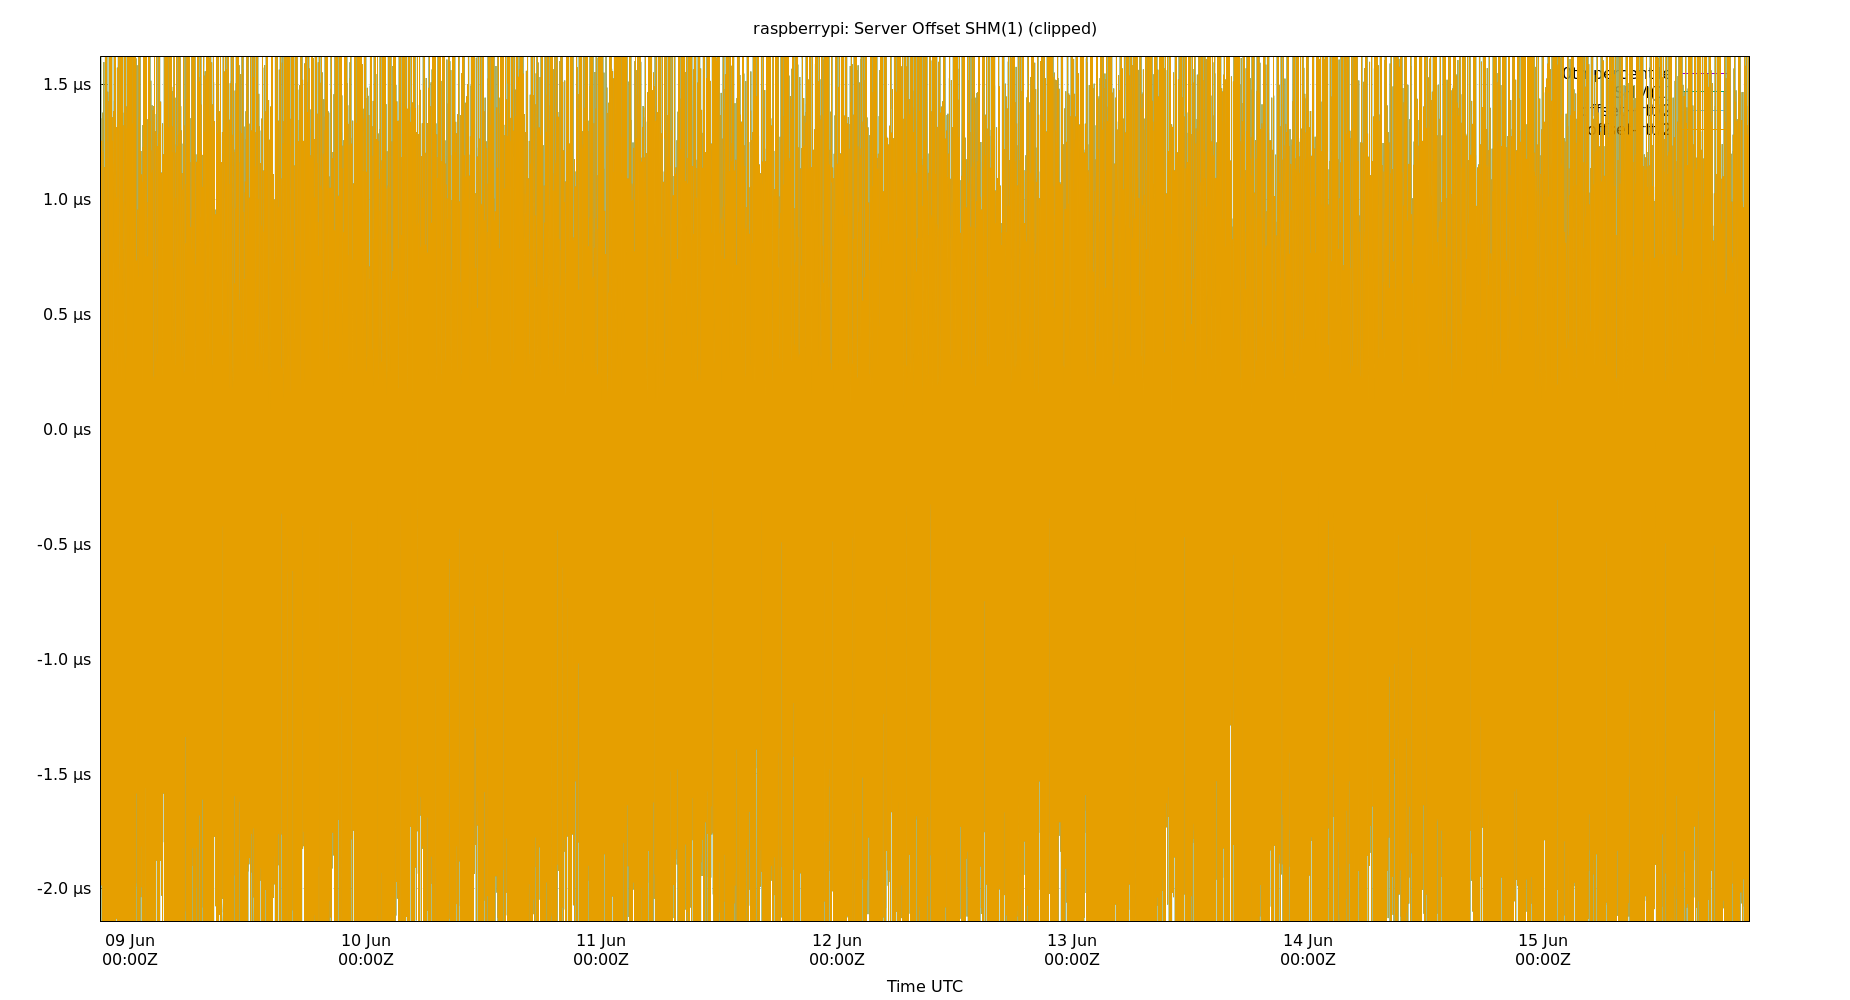 raspberrypi: Server Offset SHM(1) (clipped)
1.5 µs
1.0 µs
0.5 µs
0.0 µs
-0.5 µs
-1.0 µs
-1.5 µs
-2.0 µs
09 Jun 10 Jun 11 Jun 12 Jun 13 Jun 14 Jun 15 Jun
00:00Z 00:00Z 00:00Z 00:00Z 00:00Z 00:00Z 00:00Z
Time UTC